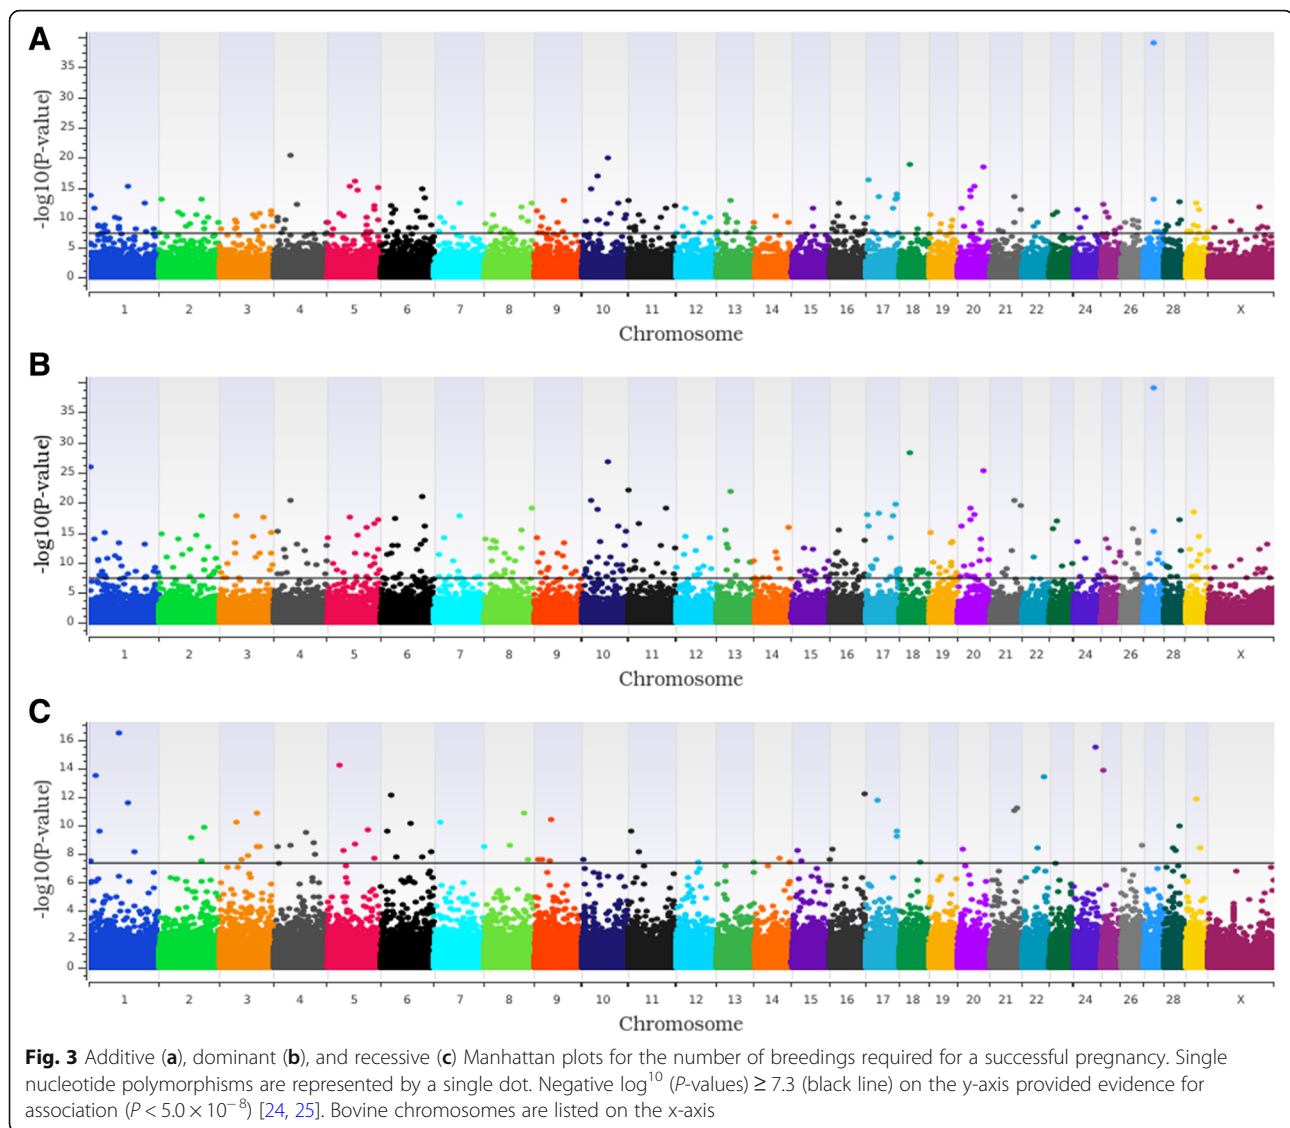 A
-log10(P-value)
35
30
25
20
15
10
5
0
1 2 3 4 5 6 7 8 9 10 11 12 13 14 15 16 17 18 19 20 21 22 24 26 28 X
Chromosome
B
-log10(P-value)
35
30
25
20
15
10
5
0
1 2 3 4 5 6 7 8 9 10 11 12 13 14 15 16 17 18 19 20 21 22 24 26 28 X
Chromosome
C
-log10(P-value)
16
14
12
10
8
6
4
2
0
1 2 3 4 5 6 7 8 9 10 11 12 13 14 15 16 17 18 19 20 21 22 24 26 28 X
Chromosome
Fig. 3 Additive (a), dominant (b), and recessive (c) Manhattan plots for the number of breedings required for a successful pregnancy. Single
nucleotide polymorphisms are represented by a single dot. Negative log10 (P-values) ≥ 7.3 (black line) on the y-axis provided evidence for
association (P < 5.0 × 10−8) [24, 25]. Bovine chromosomes are listed on the x-axis